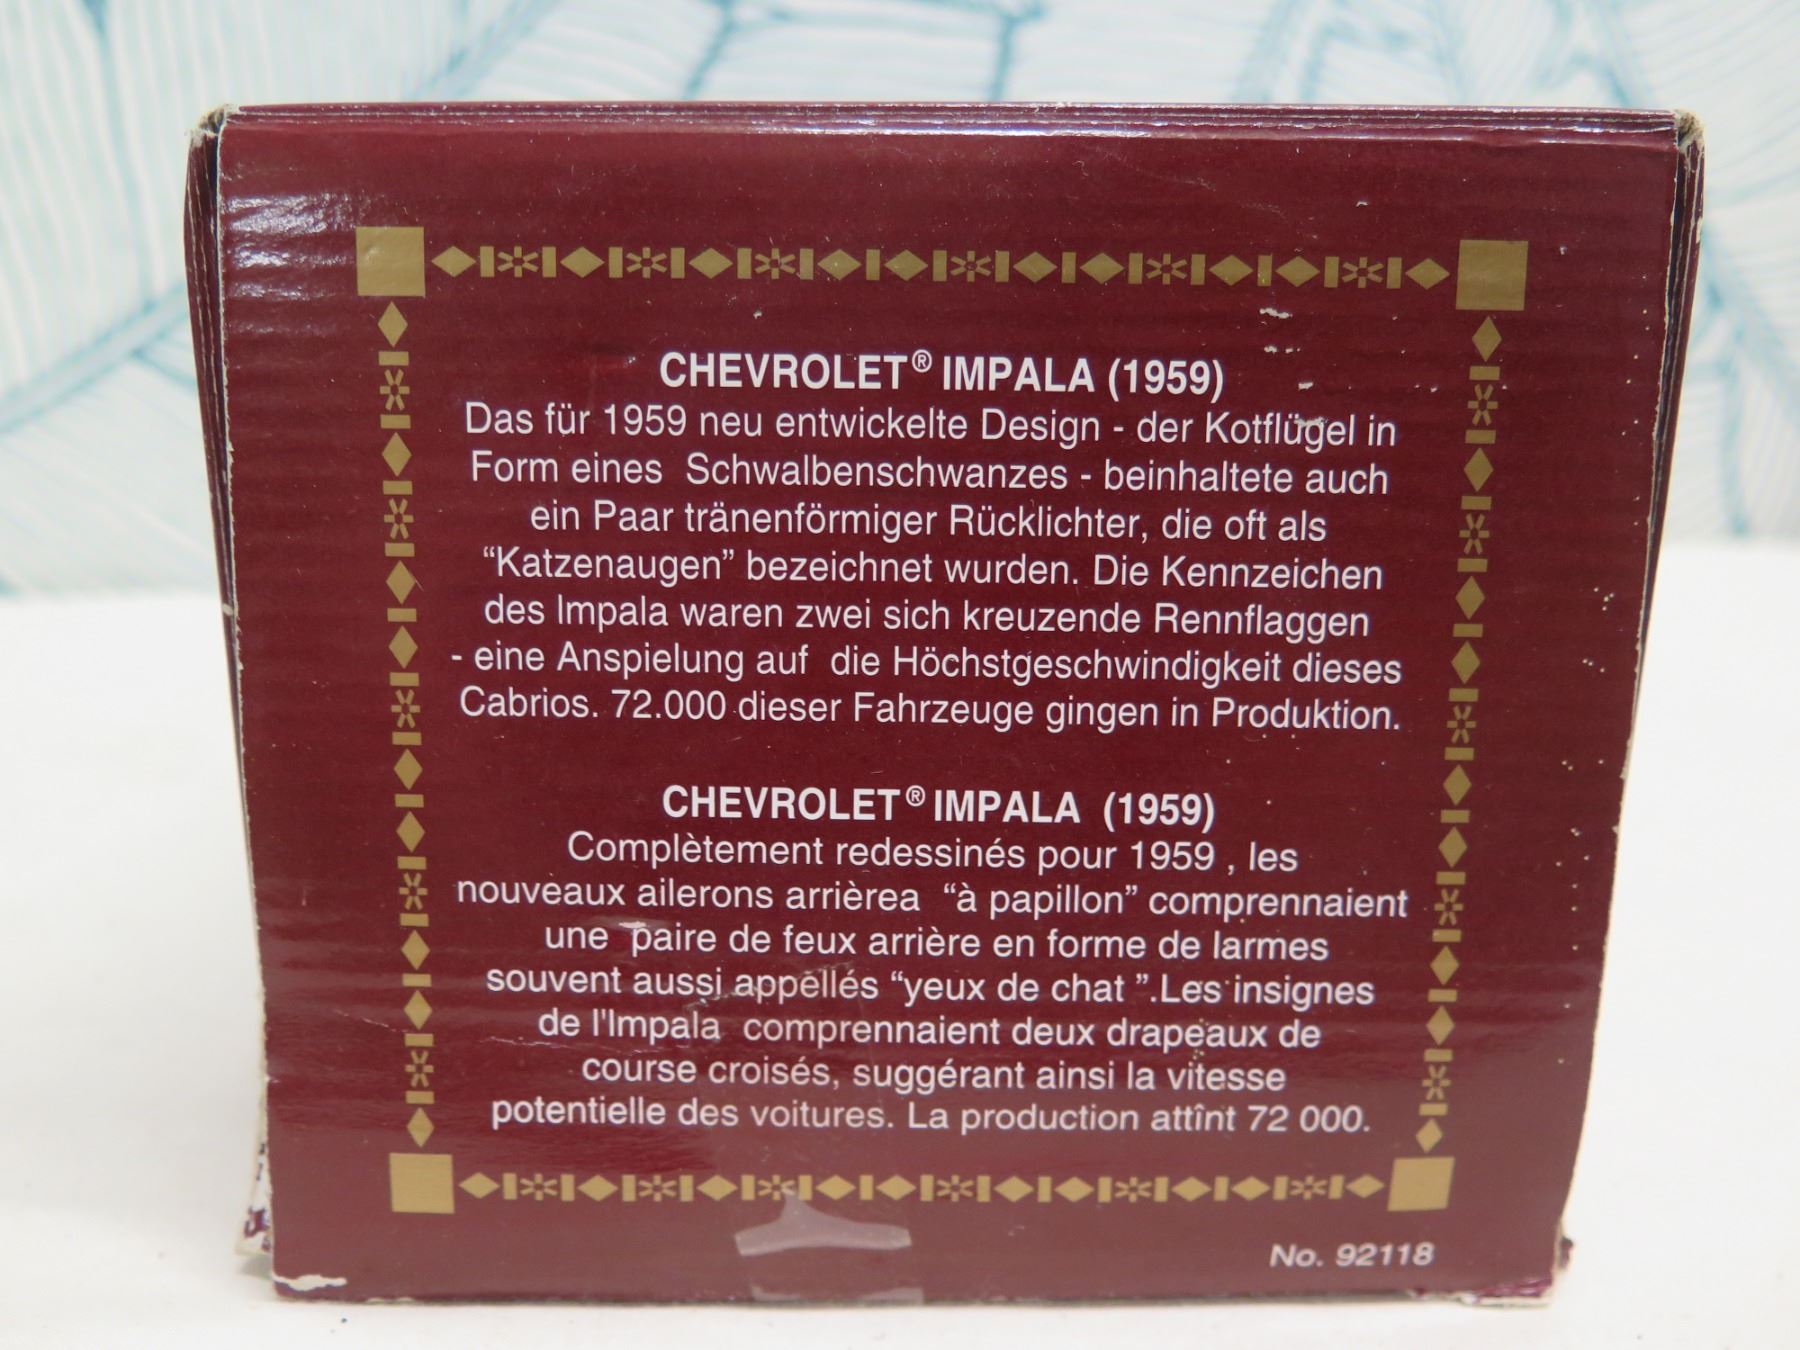 CHEVROLET® IMPALA (1959)
Das für 1959 neu entwickelte Design - der Kotflügel in
Form eines Schwalbenschwanzes - beinhaltete auch
ein Paar tränenförmiger Rücklichter, die oft als
“Katzenaugen” bezeichnet wurden. Die Kennzeichen
des Impala waren zwei sich kreuzende Rennflaggen
- eine Anspielung auf die Höchstgeschwindigkeit dieses
Cabrios. 72.000 dieser Fahrzeuge gingen in Produktion.
CHEVROLET® IMPALA (1959)
Complètement redessinés pour 1959 , les
nouveaux ailerons arrièrea “à papillon” comprennaient
une paire de feux arrière en forme de larmes
souvent aussi appéllés “yeux de chat ”.Les insignes
de l'Impala comprennaient deux drapeaux de
course croisés, suggérant ainsi la vitesse
potentielle des voitures. La production attînt 72 000.
No. 92118